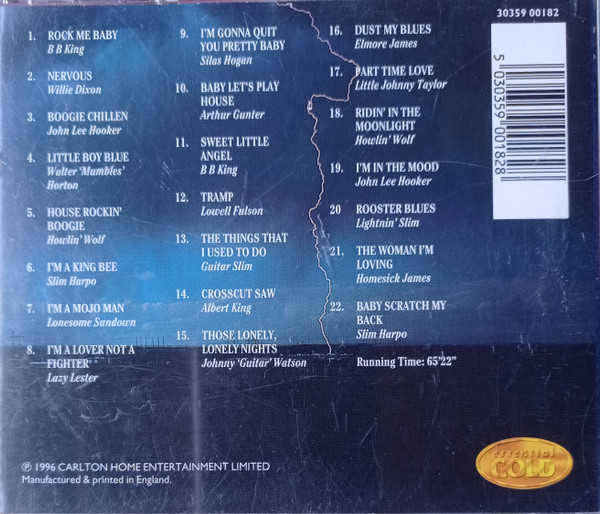 30359 00182
1. ROCK ME BABY
B B King
2. NERVOUS
Willie Dixon
3. BOOGIE CHILLEN
John Lee Hooker
4. LITTLE BOY BLUE
Walter 'Mumbles'
Horton
5. HOUSE ROCKIN'
BOOGIE
Howlin' Wolf
6. I'M A KING BEE
Slim Harpo
7. I'M A MOJO MAN
Lonesome Sundown
8. I'M A LOVER NOT A
FIGHTER
Lazy Lester
9. I'M GONNA QUIT
YOU PRETTY BABY
Silas Hogan
10. BABY LET'S PLAY
HOUSE
Arthur Gunter
11. SWEET LITTLE
ANGEL
B B King
12. TRAMP
Lowell Fulson
13. THE THINGS THAT
I USED TO DO
Guitar Slim
14. CROSSCUT SAW
Albert King
15. THOSE LONELY,
LONELY NIGHTS
Johnny 'Guitar' Watson
16. DUST MY BLUES
Elmore James
17. PART TIME LOVE
Little Johnny Taylor
18. RIDIN' IN THE
MOONLIGHT
Howlin' Wolf
19. I'M IN THE MOOD
John Lee Hooker
20 ROOSTER BLUES
Lightnin' Slim
21. THE WOMAN I'M
LOVING
Homesick James
22. BABY SCRATCH MY
BACK
Slim Harpo
Running Time: 65'22"
5 030359 001828
essential
GOLD
℗ 1996 CARLTON HOME ENTERTAINMENT LIMITED
Manufactured & printed in England.